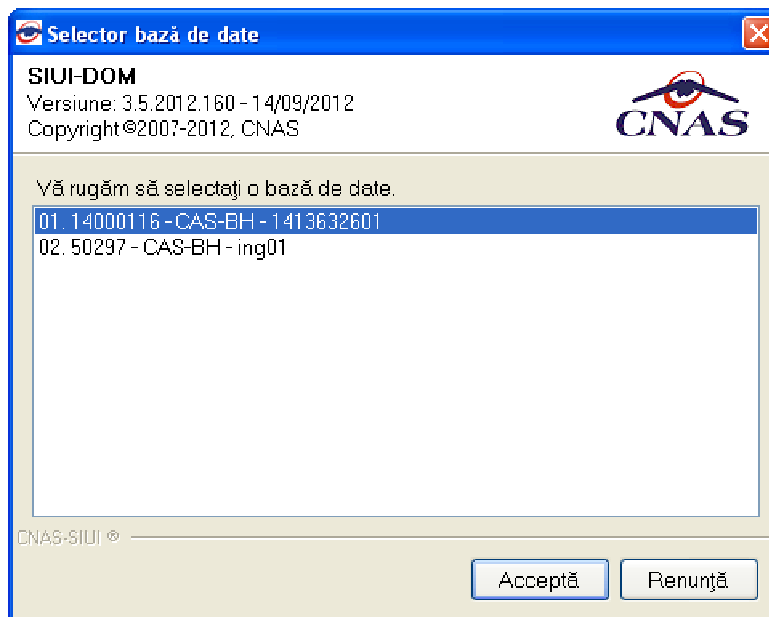 Selector bază de date
SIUI-DOM
Versiune: 3.5.2012.160 - 14/09/2012
Copyright©2007-2012, CNAS
CNAS
Vă rugăm să selectați o bază de date.
01. 14000116 - CAS-BH - 1413632601
02. 50297 - CAS-BH - ing01
CNAS-SIUI ®
Acceptă
Renunţă